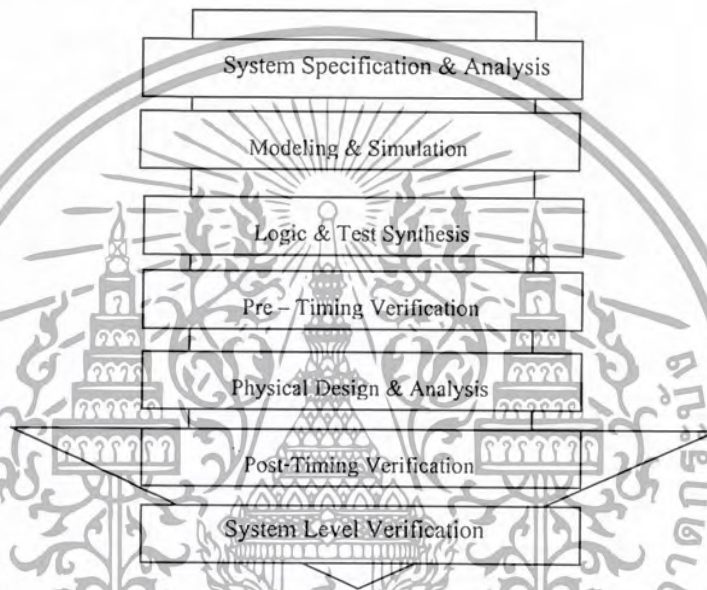 System Specification & Analysis
Modeling & Simulation
Logic & Test Synthesis
Pre – Timing Verification
Physical Design & Analysis
Post-Timing Verification
System Level Verification